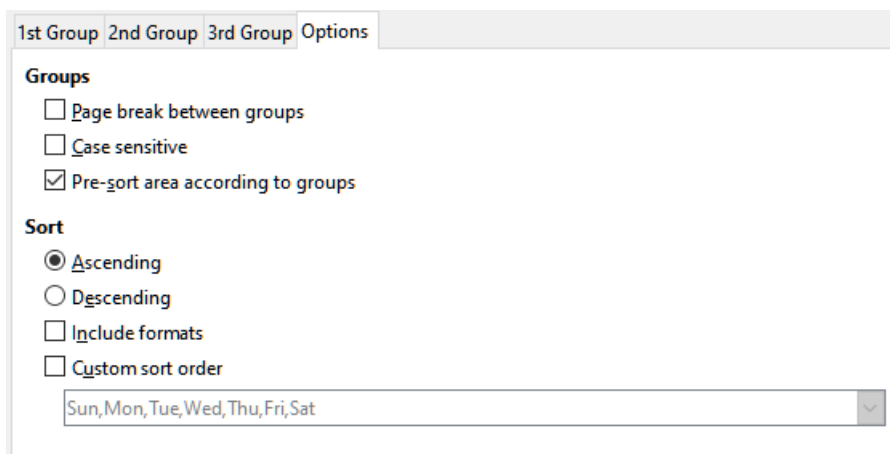 1st Group 2nd Group 3rd Group Options
Groups
Page break between groups
Case sensitive
Pre-sort area according to groups
Sort
Ascending
Descending
Include formats
Custom sort order
Sun,Mon,Tue,Wed,Thu,Fri,Sat